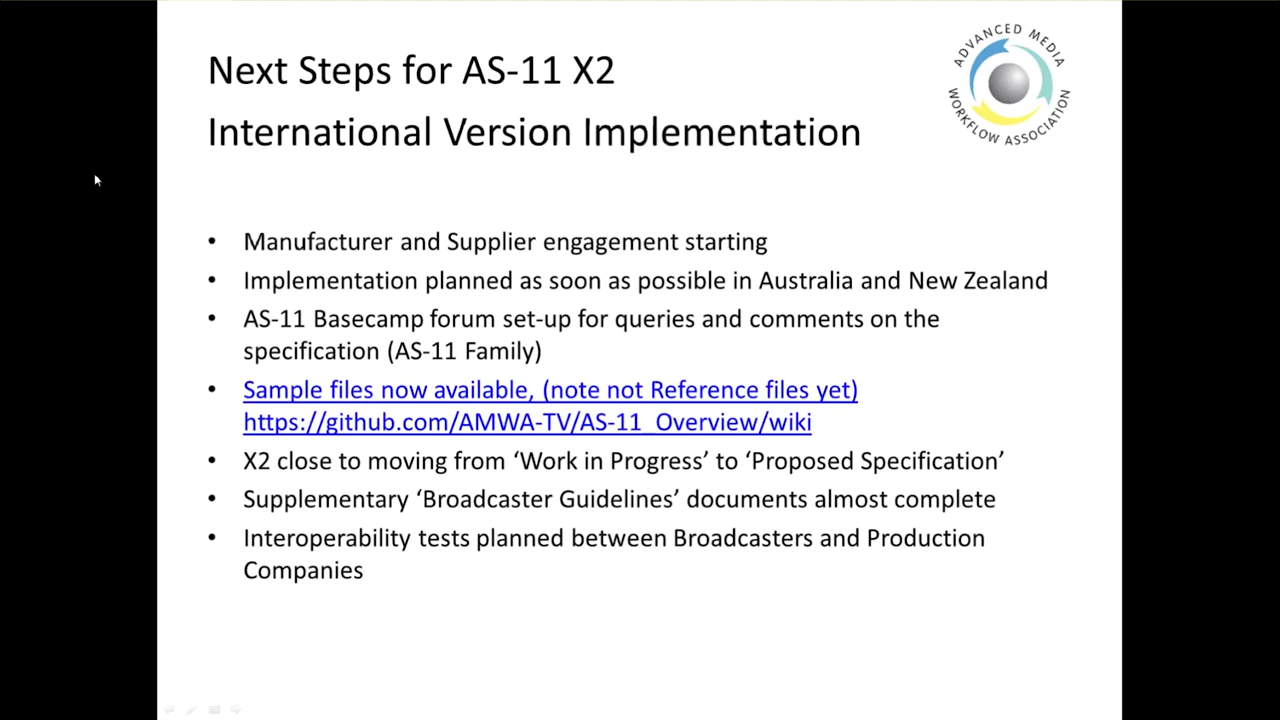 Next Steps for AS-11 X2
International Version Implementation
ADVANCED MEDIA
WORKFLOW ASSOCIATION
• Manufacturer and Supplier engagement starting
• Implementation planned as soon as possible in Australia and New Zealand
• AS-11 Basecamp forum set-up for queries and comments on the
specification (AS-11 Family)
• Sample files now available, (note not Reference files yet)
https://github.com/AMWA-TV/AS-11_Overview/wiki
• X2 close to moving from ‘Work in Progress’ to ‘Proposed Specification’
• Supplementary ‘Broadcaster Guidelines’ documents almost complete
• Interoperability tests planned between Broadcasters and Production
Companies